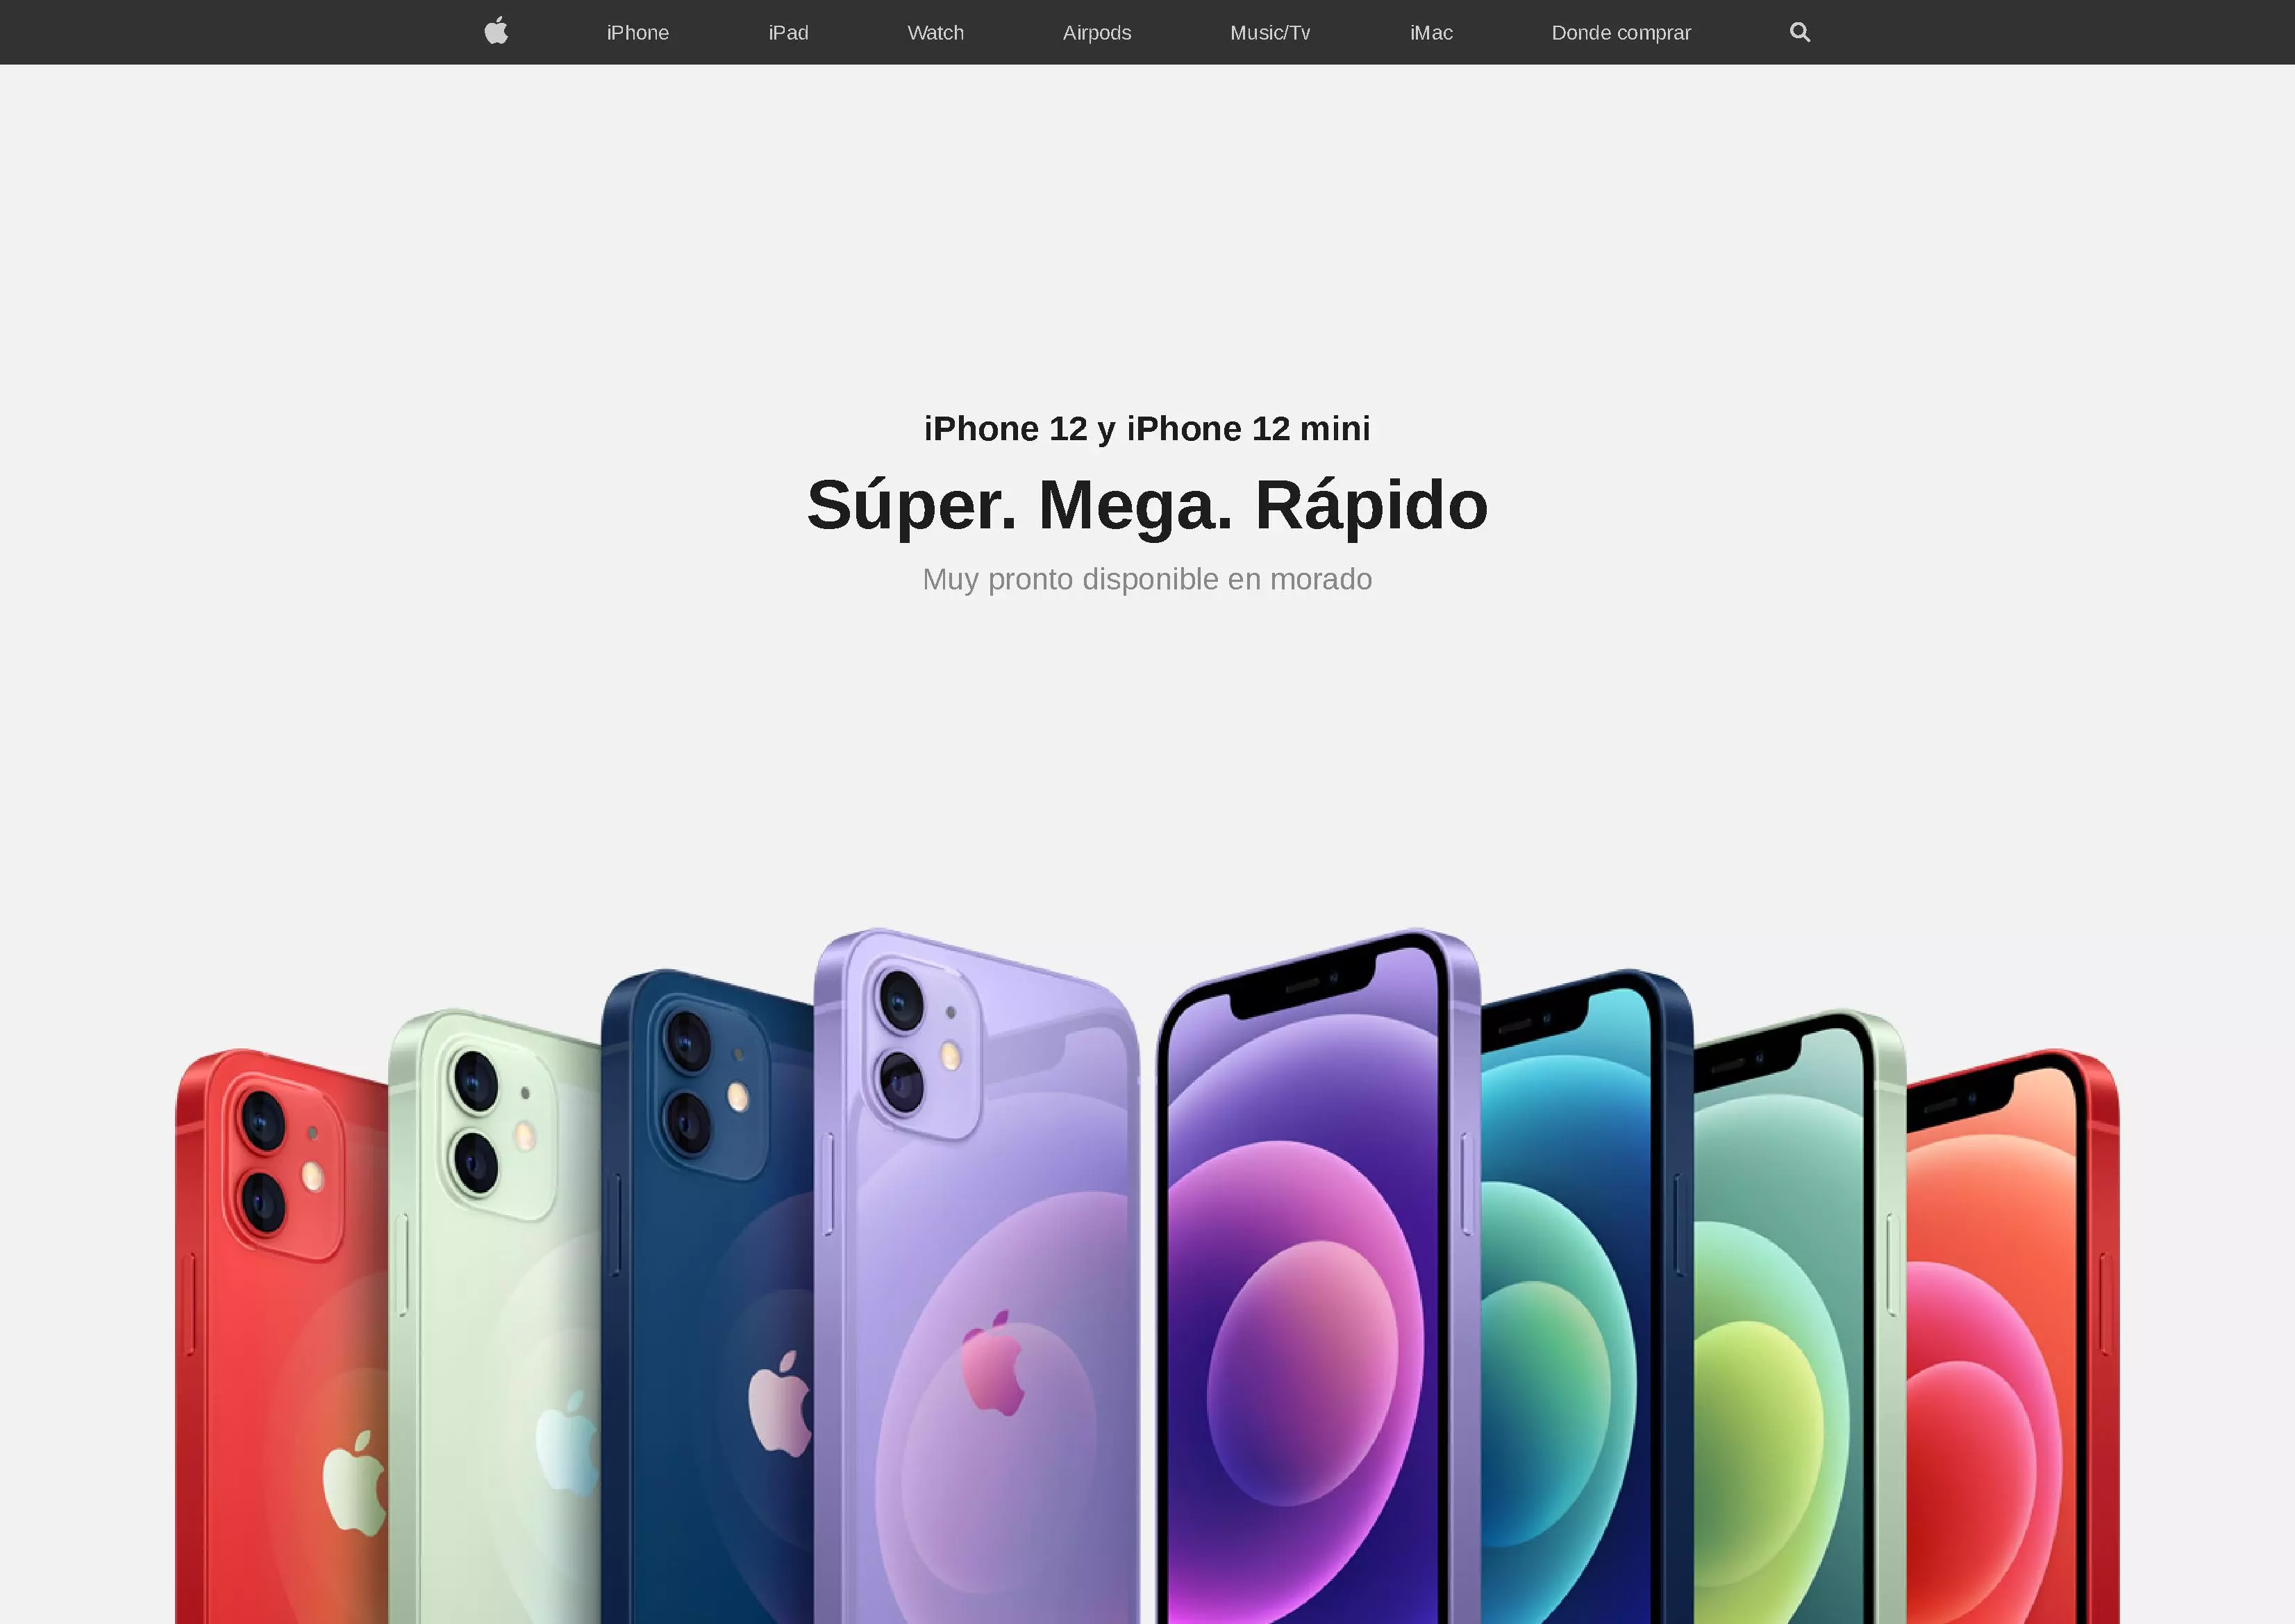 iPhone iPad Watch Airpods Music/Tv iMac Donde comprar
iPhone 12 y iPhone 12 mini
Súper. Mega. Rápido
Muy pronto disponible en morado